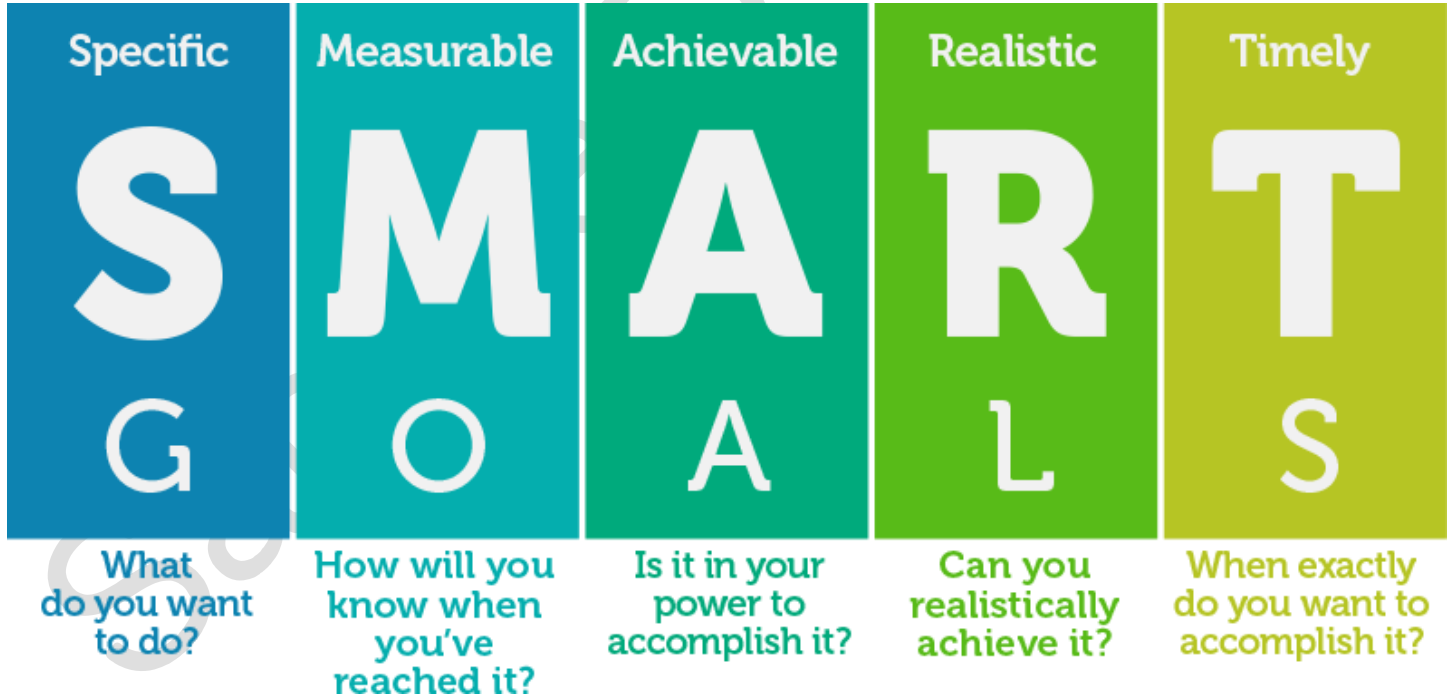 Specific
Measurable
Achievable
Realistic
Timely
S M A R T
G O A L S
What
do you want
to do?
How will you
know when
you've
reached it?
Is it in your
power to
accomplish it?
Can you
realistically
achieve it?
When exactly
do you want to
accomplish it?